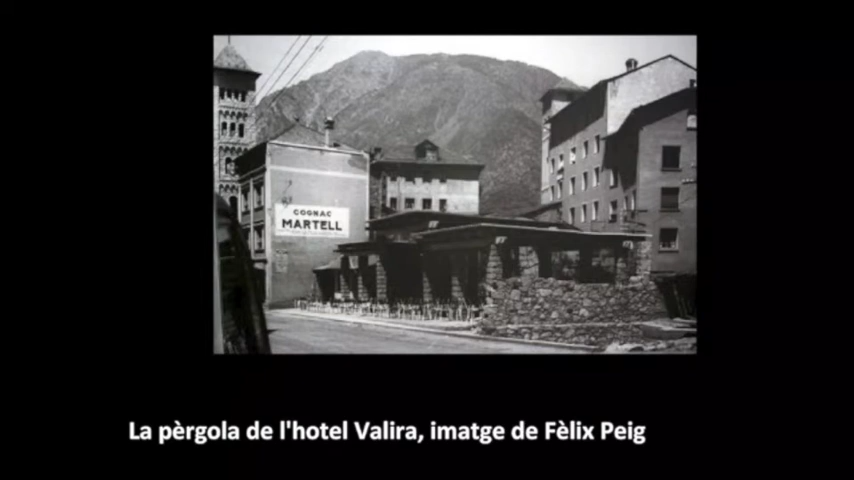 COGNAC
MARTELL
La pèrgola de l'hotel Valira, imatge de Fèlix Peig